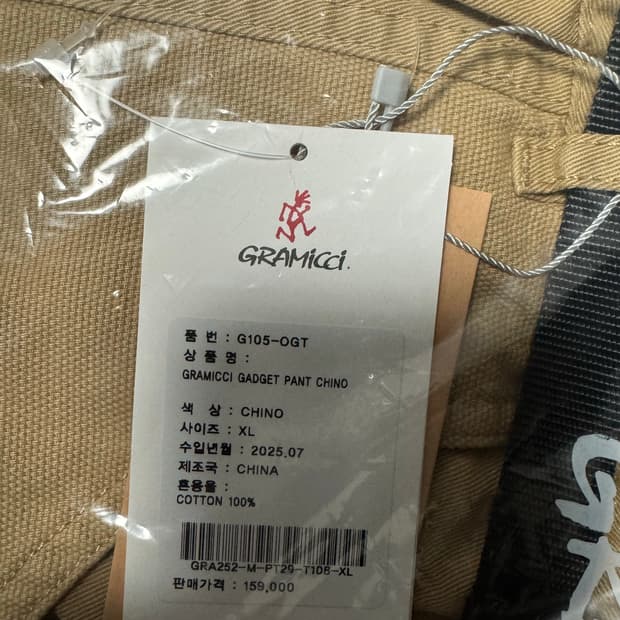 GRAMiCCi.
품 번 : G105-OGT
상 품 명 :
GRAMICCI GADGET PANT CHINO
색 상 : CHINO
사이즈 : XL
수입년월 : 2025.07
제조국 : CHINA
혼용율 :
COTTON 100%
GRA252-M-PT29-T106-XL
판매가격 : 159,000